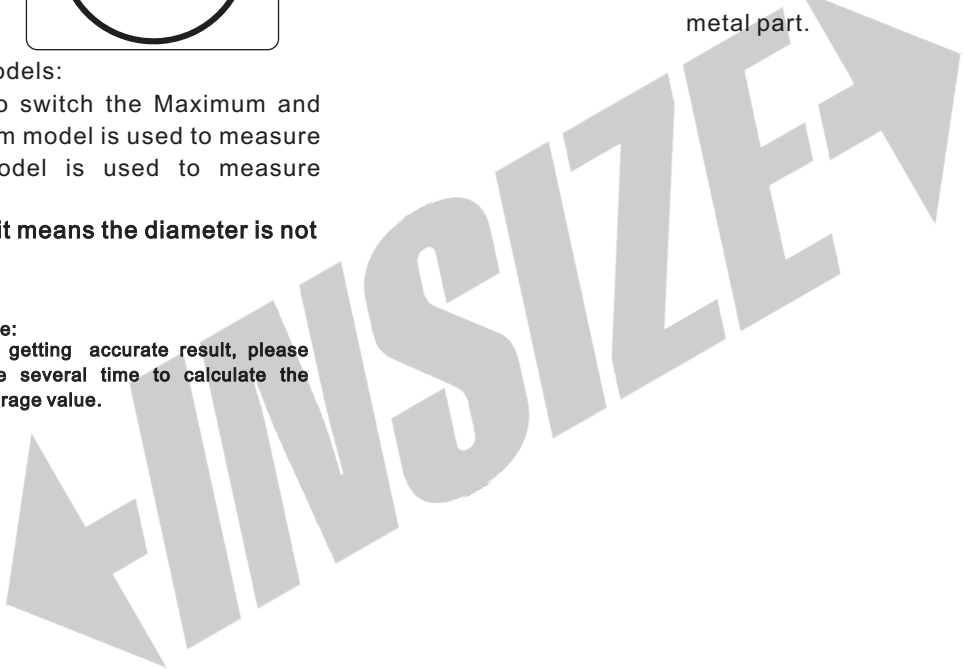 odels:
o switch the Maximum and
m model is used to measure
odel is used to measure
it means the diameter is not
e:
getting accurate result, please
e several time to calculate the
rage value.
metal part.
INSIZE